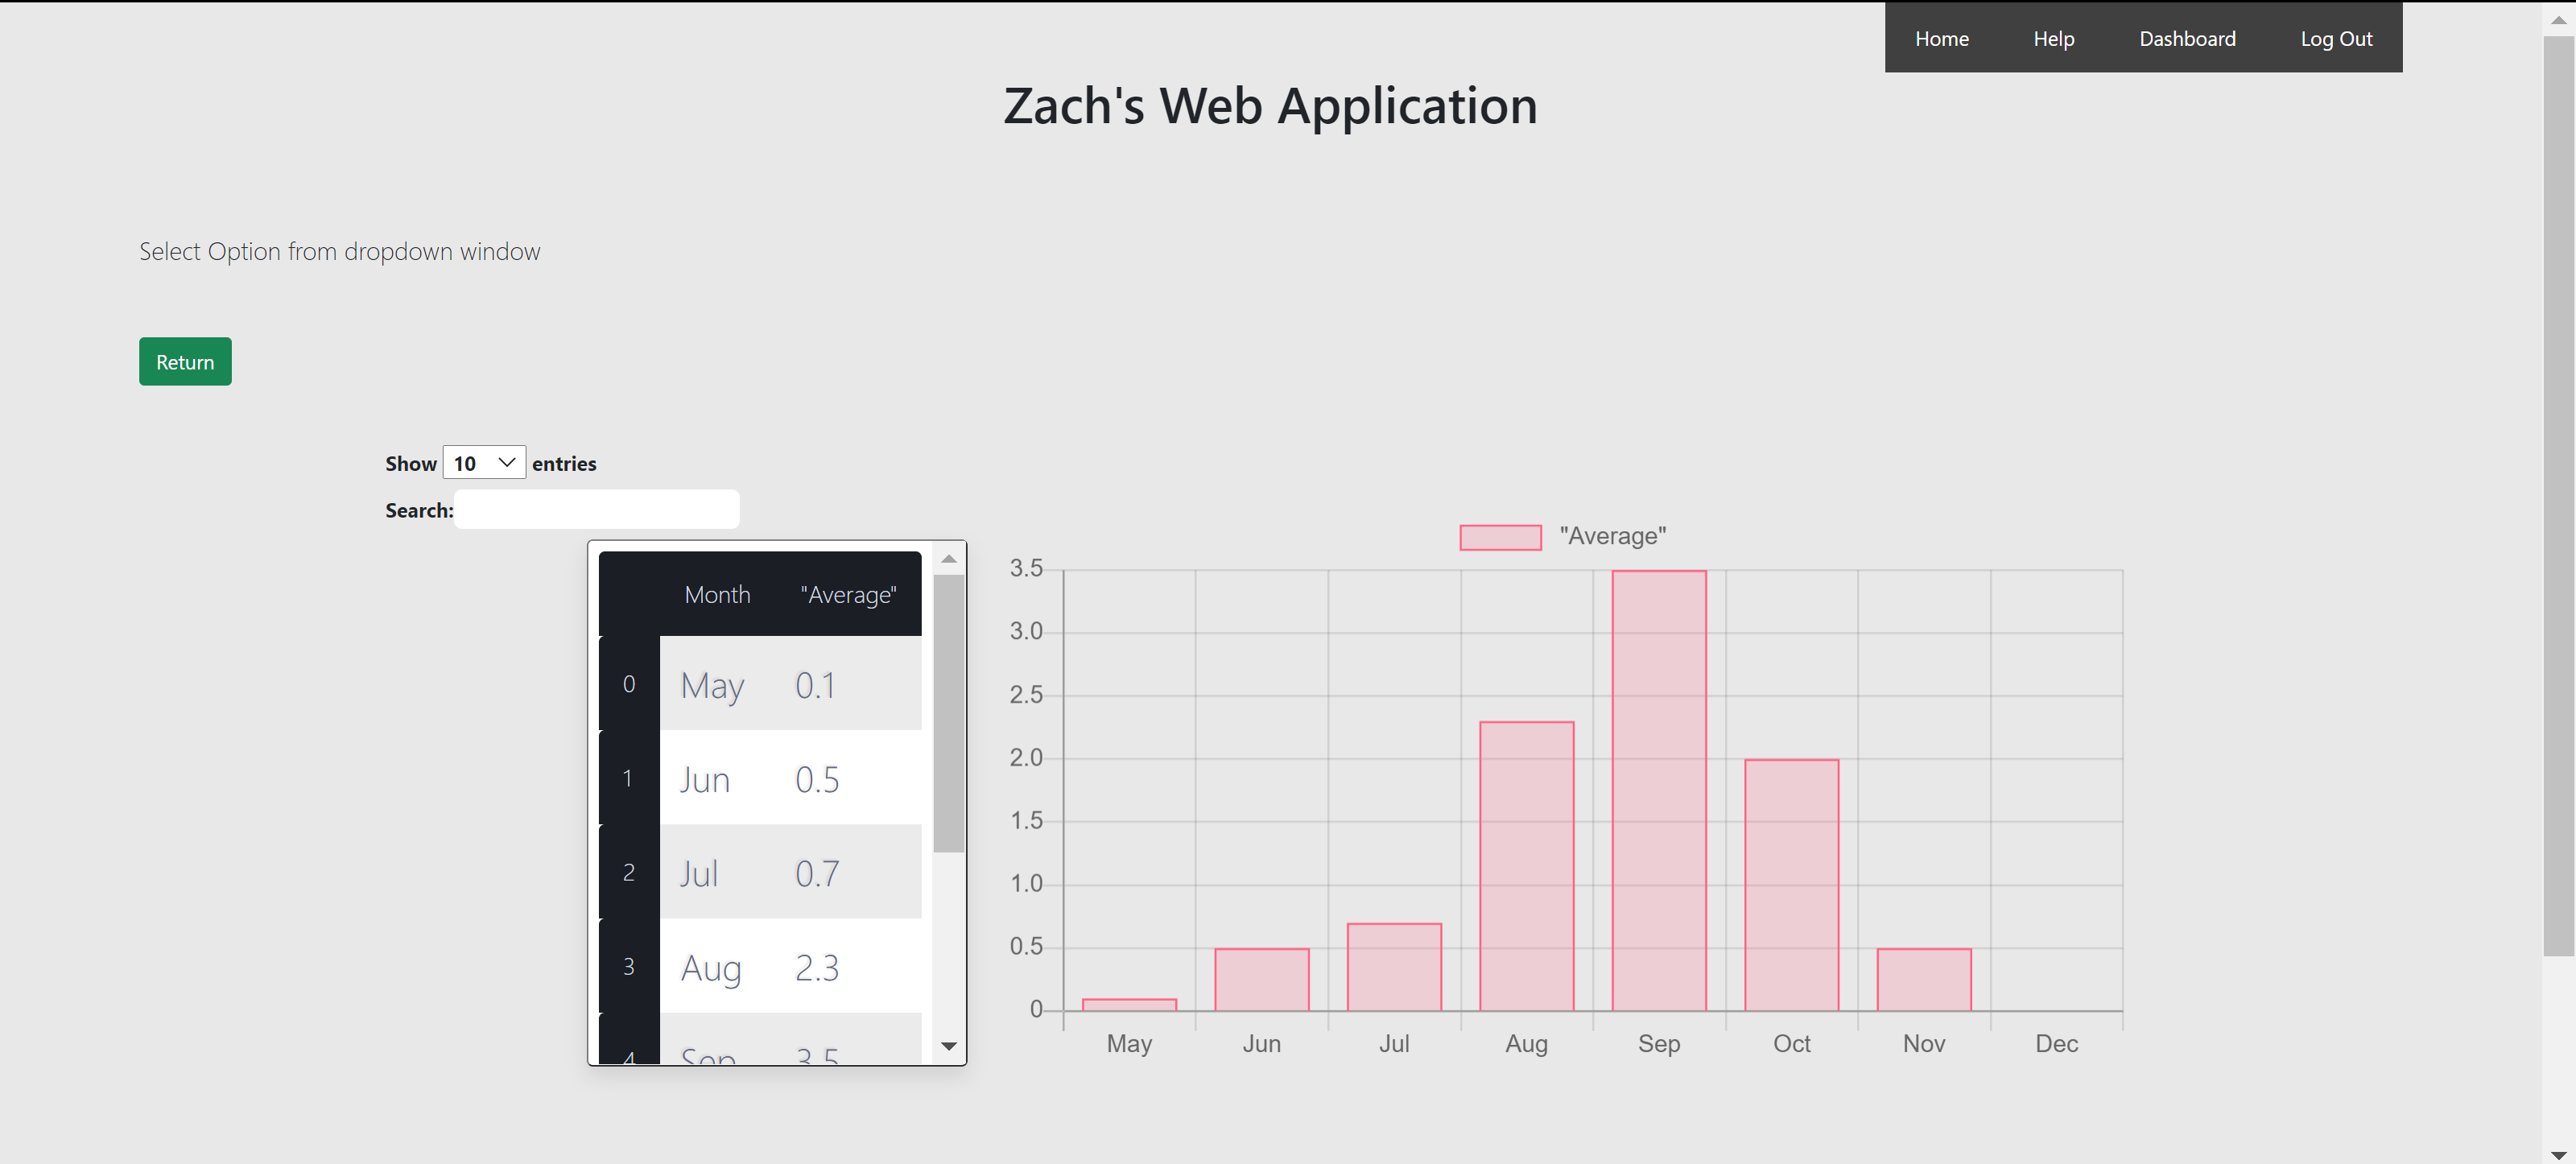 Home Help Dashboard Log Out
Zach's Web Application
Select Option from dropdown window
Return
Show 10 entries
Search:
Month "Average"
0 May 0.1
1 Jun 0.5
2 Jul 0.7
3 Aug 2.3
4 Sep 3.5
"Average"
3.5
3.0
2.5
2.0
1.5
1.0
0.5
0
May Jun Jul Aug Sep Oct Nov Dec